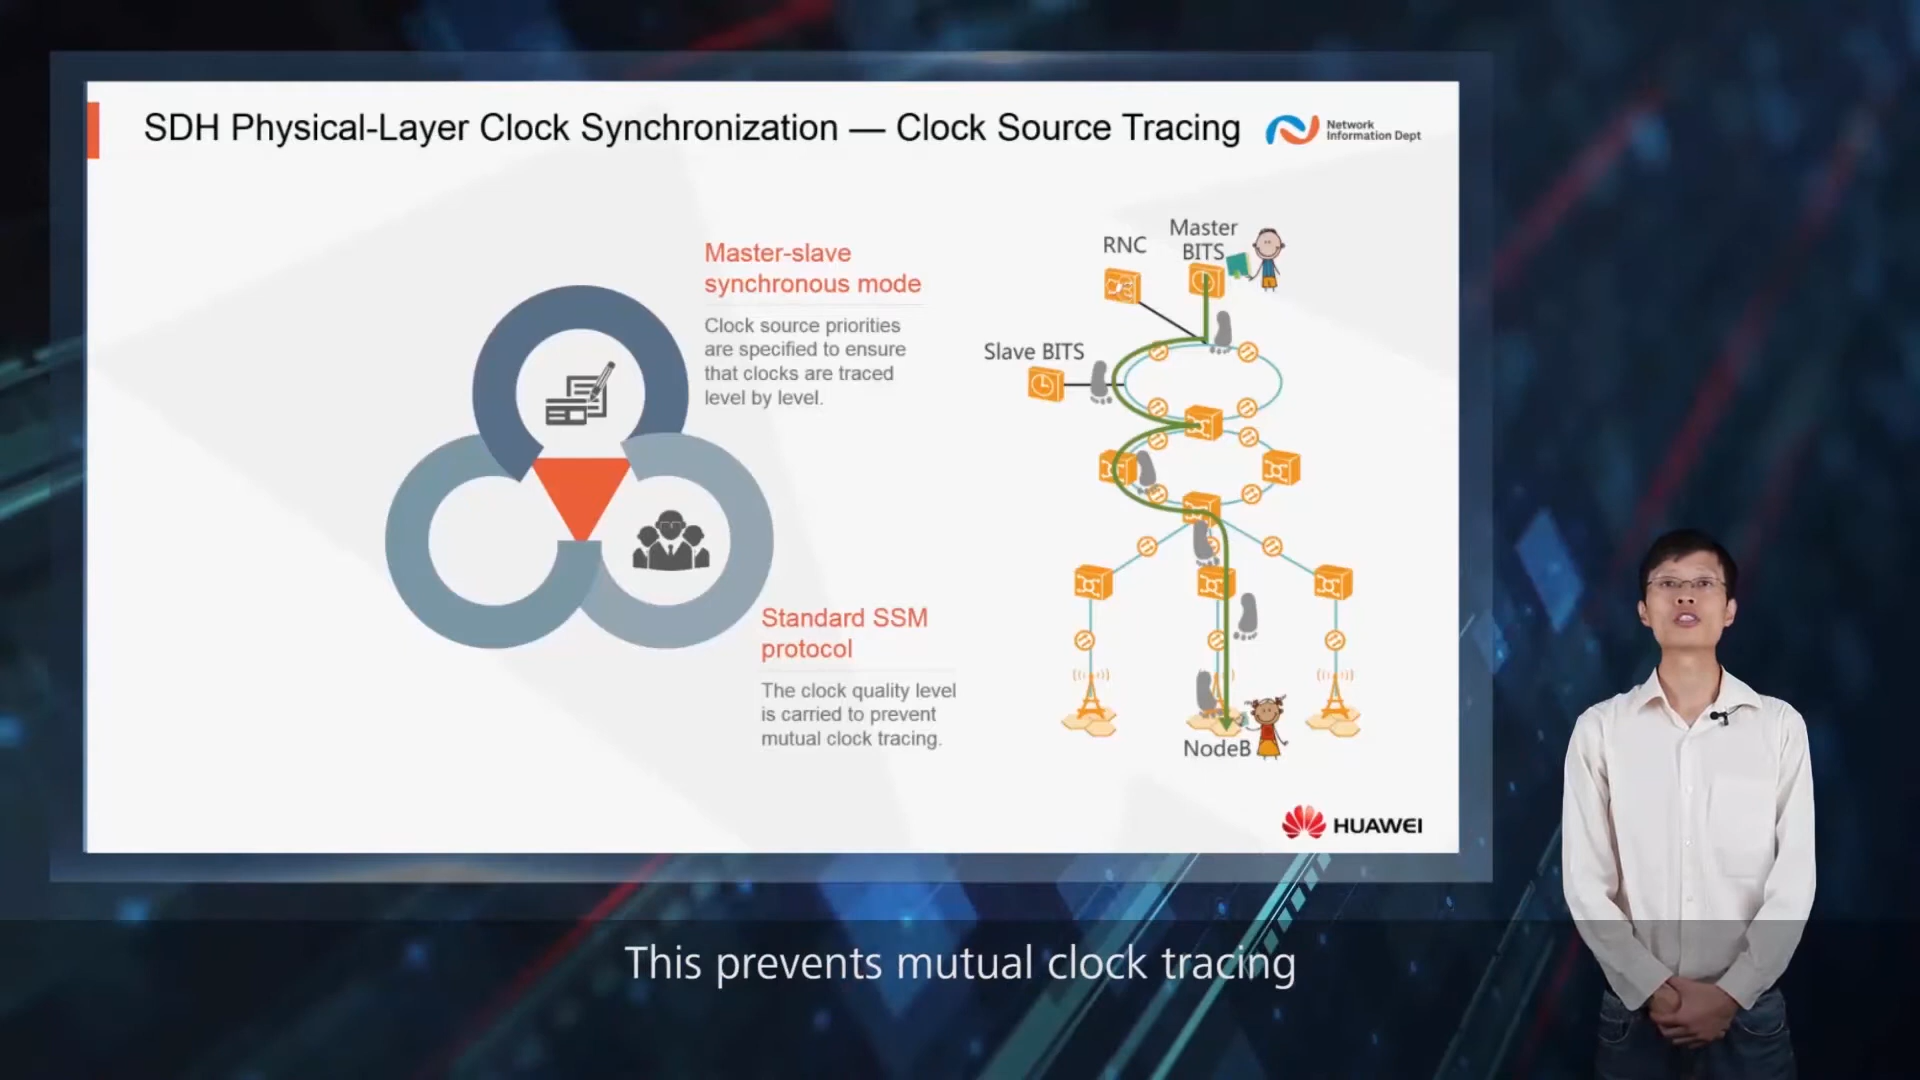 SDH Physical-Layer Clock Synchronization — Clock Source Tracing
Network
Information Dept
Master-slave
synchronous mode
Clock source priorities
are specified to ensure
that clocks are traced
level by level.
Standard SSM
protocol
The clock quality level
is carried to prevent
mutual clock tracing.
RNC
Master
BITS
Slave BITS
NodeB
HUAWEI
This prevents mutual clock tracing